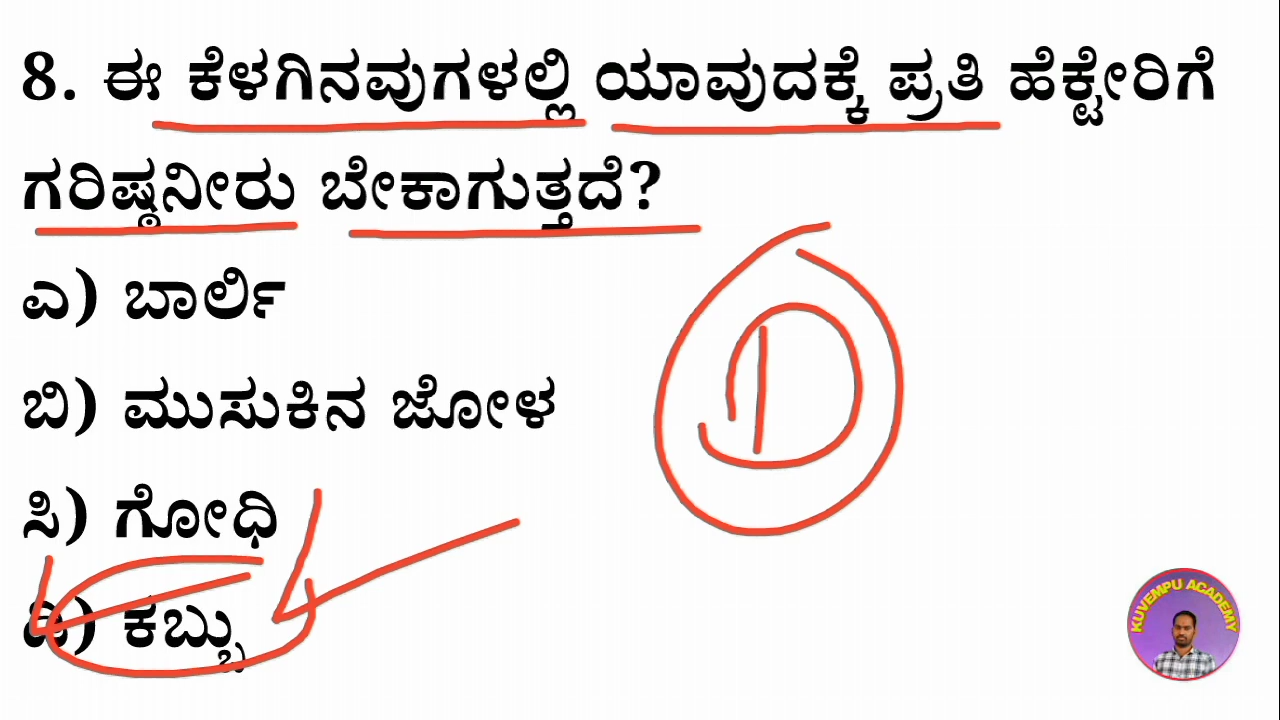 8. ಈ ಕೆಳಗಿನವುಗಳಲ್ಲಿ ಯಾವುದಕ್ಕೆ ಪ್ರತಿ ಹೆಕ್ಟೇರಿಗೆ
ಗರಿಷ್ಠನೀರು ಬೇಕಾಗುತ್ತದೆ?
ಎ) ಬಾರ್ಲಿ
ಬಿ) ಮುಸುಕಿನ ಜೋಳ
ಸಿ) ಗೋಧಿ
ಡಿ) ಕಬ್ಬು
D
KUVEMPU ACADEMY